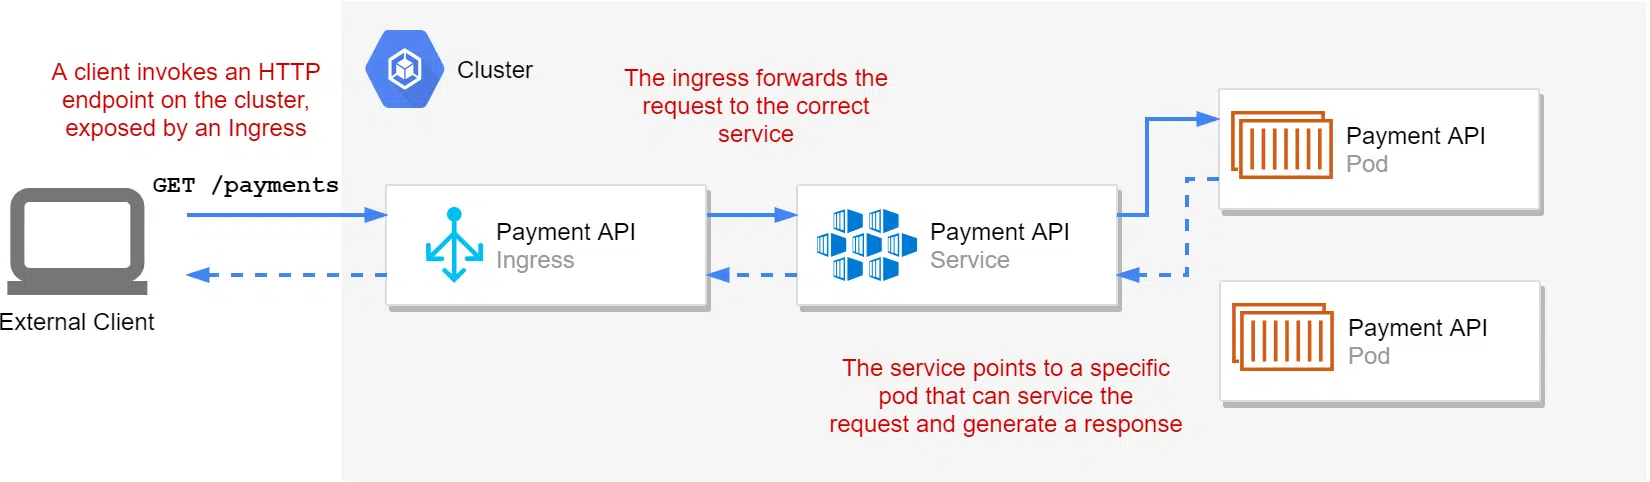 A client invokes an HTTP
endpoint on the cluster,
exposed by an Ingress
Cluster
The ingress forwards the
request to the correct
service
GET /payments
External Client
Payment API
Ingress
Payment API
Service
Payment API
Pod
Payment API
Pod
The service points to a specific
pod that can service the
request and generate a response